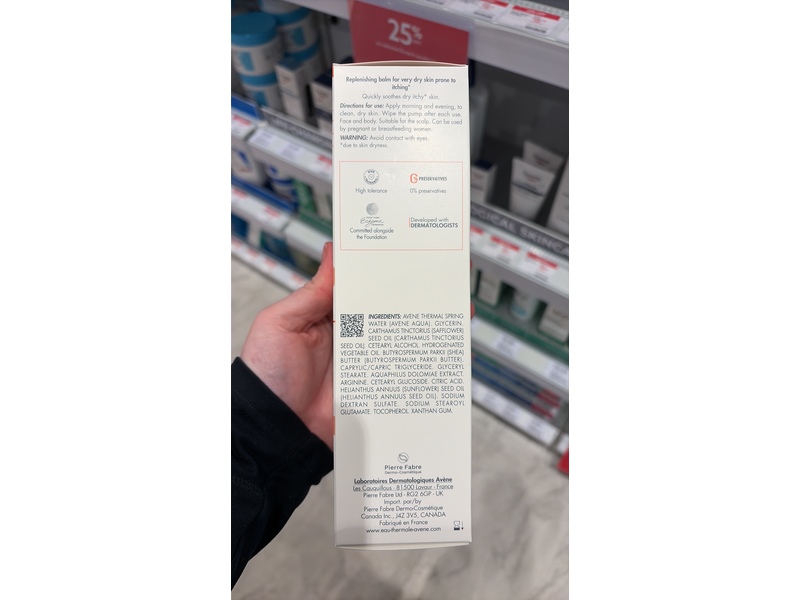 25%
Replenishing balm for very dry skin prone to
itching*
Quickly soothes dry itchy* skin.
Directions for use: Apply morning and evening, to
clean, dry skin. Wipe the pump after each use.
Face and body. Suitable for the scalp. Can be used
by pregnant or breastfeeding women.
WARNING: Avoid contact with eyes.
*due to skin dryness.
High tolerance
PRESERVATIVES
0% preservatives
Eczema
Committed alongside
the Foundation
Developed with
DERMATOLOGISTS
INGREDIENTS: AVENE THERMAL SPRING
WATER (AVENE AQUA). GLYCERIN.
CARTHAMUS TINCTORIUS (SAFFLOWER)
SEED OIL (CARTHAMUS TINCTORIUS
SEED OIL). CETEARYL ALCOHOL. HYDROGENATED
VEGETABLE OIL. BUTYROSPERMUM PARKII (SHEA)
BUTTER (BUTYROSPERMUM PARKII BUTTER).
CAPRYLIC/CAPRIC TRIGLYCERIDE. GLYCERYL
STEARATE. AQUAPHILUS DOLOMIAE EXTRACT.
ARGININE. CETEARYL GLUCOSIDE. CITRIC ACID.
HELIANTHUS ANNUUS (SUNFLOWER) SEED OIL
(HELIANTHUS ANNUUS SEED OIL). SODIUM
DEXTRAN SULFATE. SODIUM STEAROYL
GLUTAMATE. TOCOPHEROL. XANTHAN GUM.
Pierre Fabre
Dermo-Cosmétique
Laboratoires Dermatologiques Avène
Les Cauquillous - 81500 Lavaur - France
Pierre Fabre Ltd - RG2 6GP - UK
Import. par/by
Pierre Fabre Dermo-Cosmétique
Canada Inc., J4Z 3V5, CANADA
Fabriqué en France
www.eau-thermale-avene.com